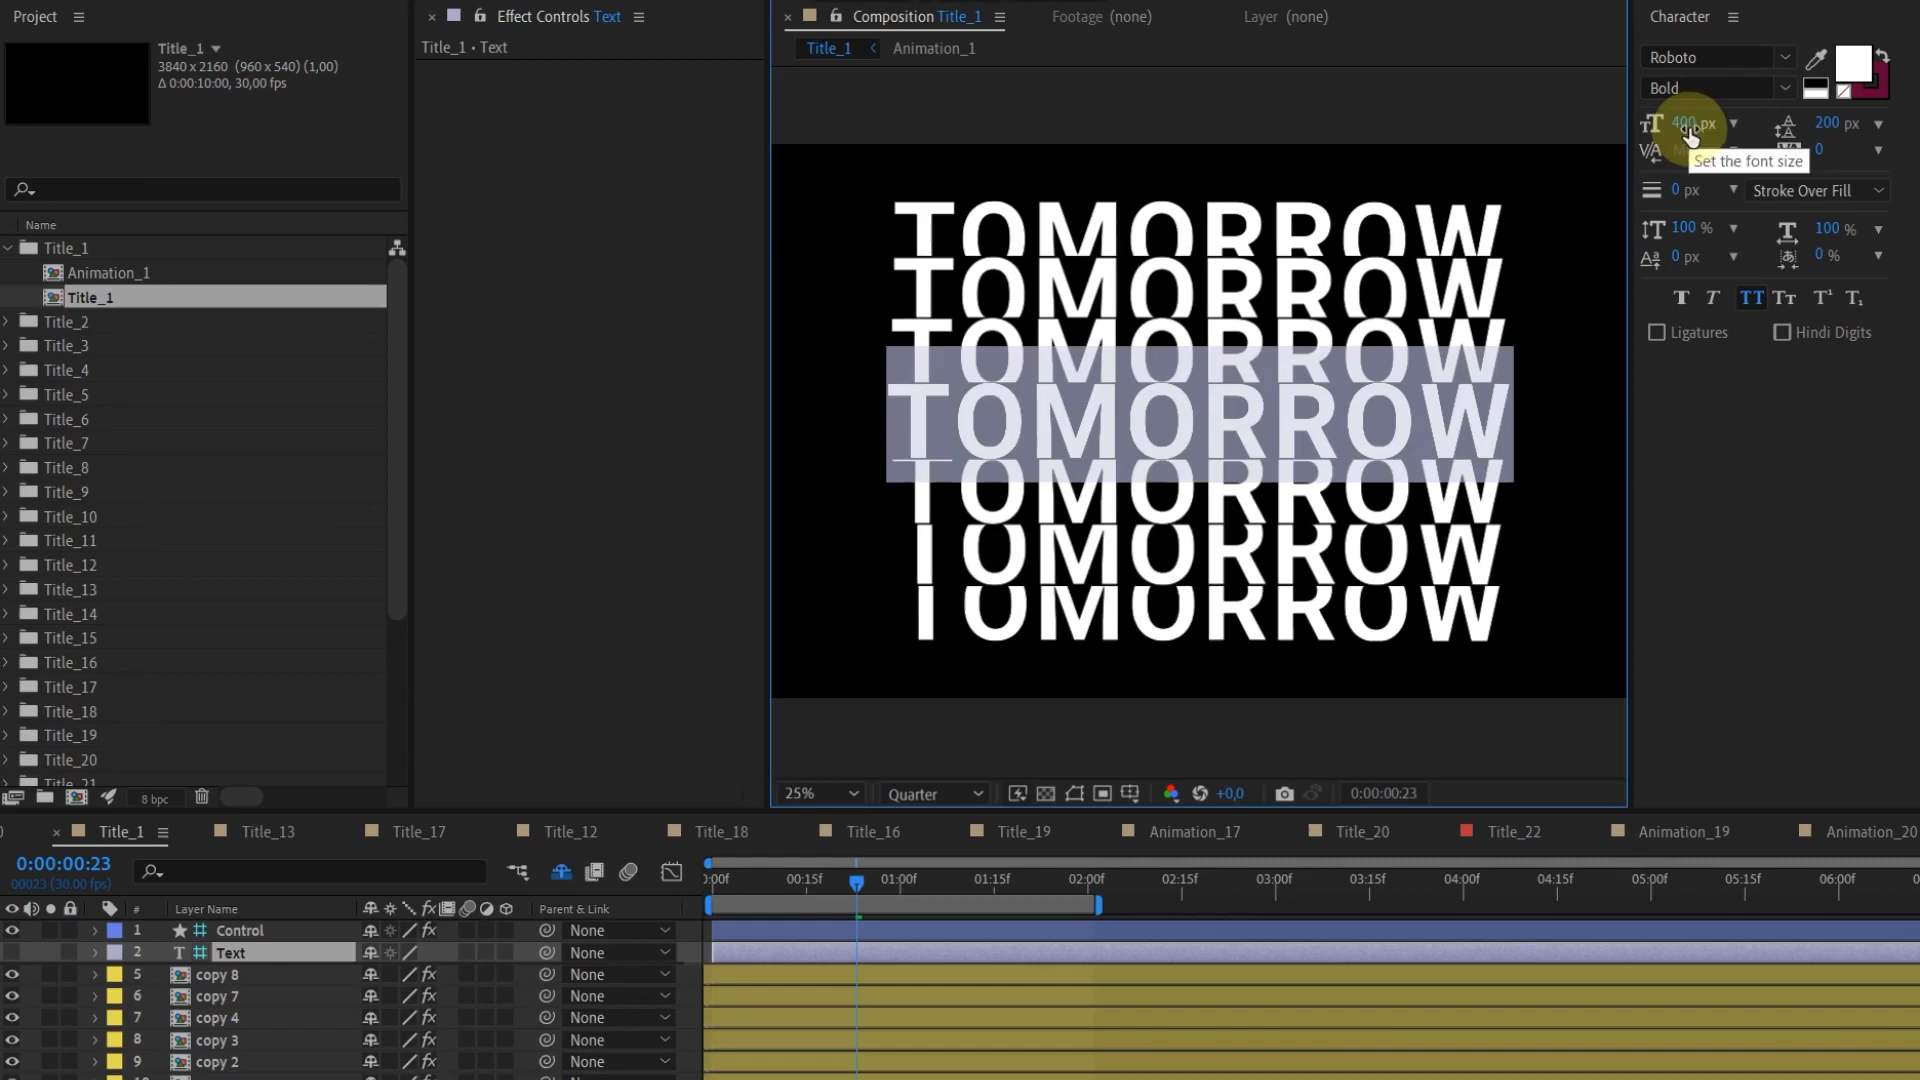 Project
Title_1
3840 x 2160 (960 x 540) (1,00)
Δ 0:00:10:00, 30,00 fps
Name
Title_1
Animation_1
Title_1
Title_2
Title_3
Title_4
Title_5
Title_6
Title_7
Title_8
Title_9
Title_10
Title_11
Title_12
Title_13
Title_14
Title_15
Title_16
Title_17
Title_18
Title_19
Title_20
Title_21
8 bpc
Effect Controls Text
Title_1 • Text
Composition Title_1
Footage (none)
Layer (none)
Title_1
Animation_1
TOMORROW
TOMORROW
TOMORROW
TOMORROW
TOMORROW
TOMORROW
TOMORROW
25%
Quarter
+0,0
0:00:00:23
Character
Roboto
Bold
400 px
200 px
0
Set the font size
0 px
Stroke Over Fill
100 %
100 %
0 px
0 %
Ligatures
Hindi Digits
Title_1
Title_13
Title_17
Title_12
Title_18
Title_16
Title_19
Animation_17
Title_20
Title_22
Animation_19
Animation_20
0:00:00:23
00023 (30.00 fps)
00:15f
01:00f
01:15f
02:00f
02:15f
03:00f
03:15f
04:00f
04:15f
05:00f
05:15f
06:00f
# Layer Name
Parent & Link
1 Control None
2 Text None
5 copy 8 None
6 copy 7 None
7 copy 4 None
8 copy 3 None
9 copy 2 None